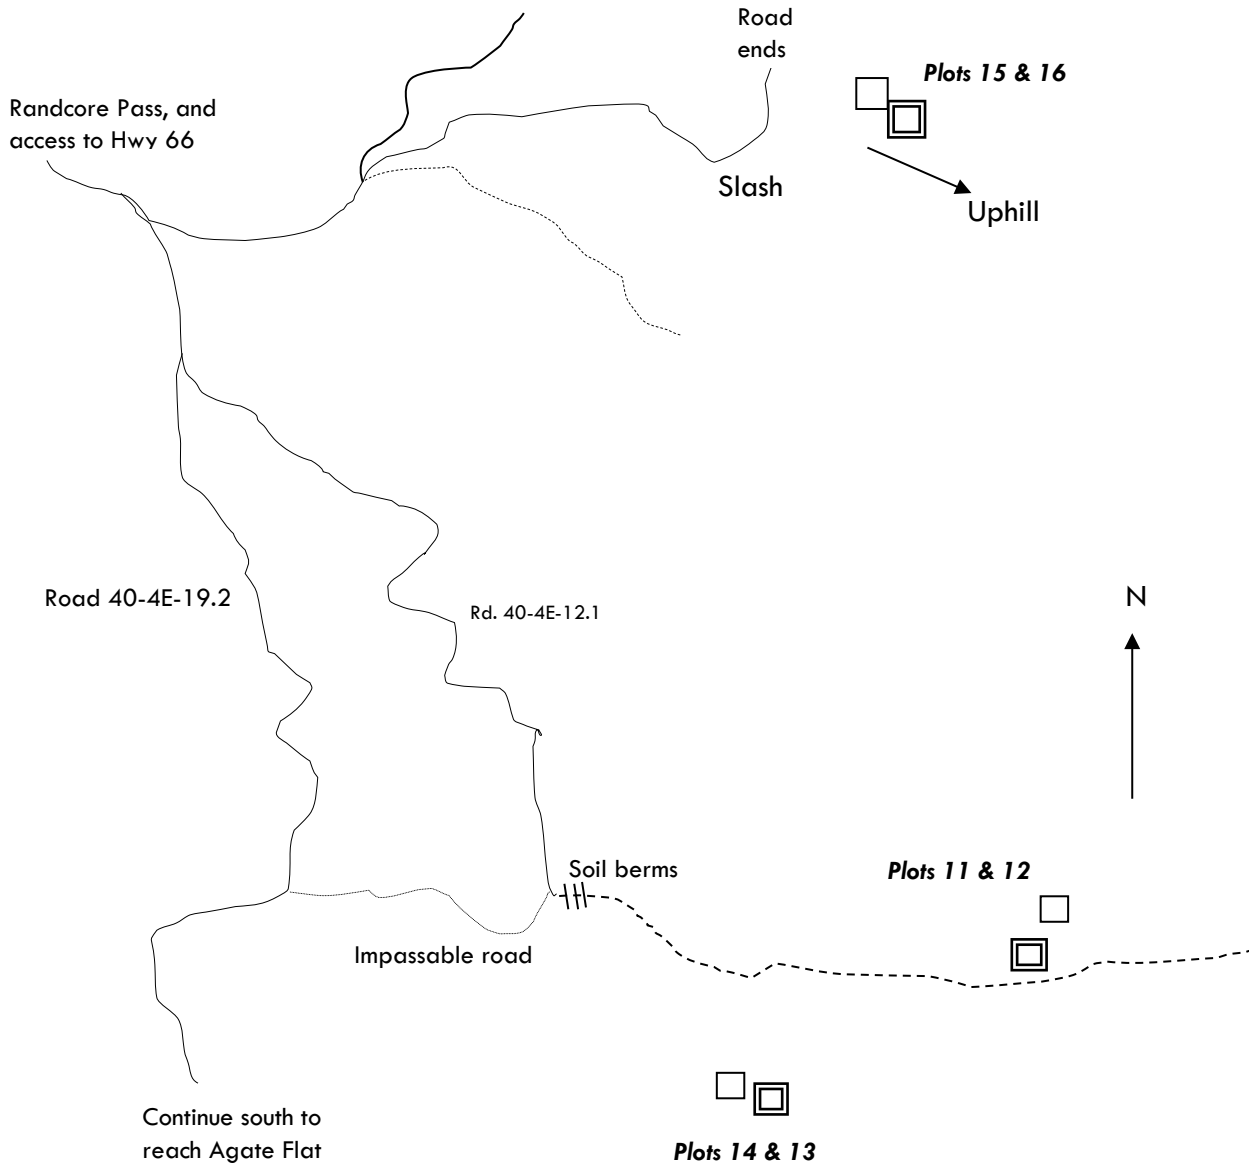 Road
ends
Plots 15 & 16
Randcore Pass, and
access to Hwy 66
Slash
Uphill
Road 40-4E-19.2
Rd. 40-4E-12.1
N
Soil berms
Plots 11 & 12
Impassable road
Continue south to
reach Agate Flat
Plots 14 & 13